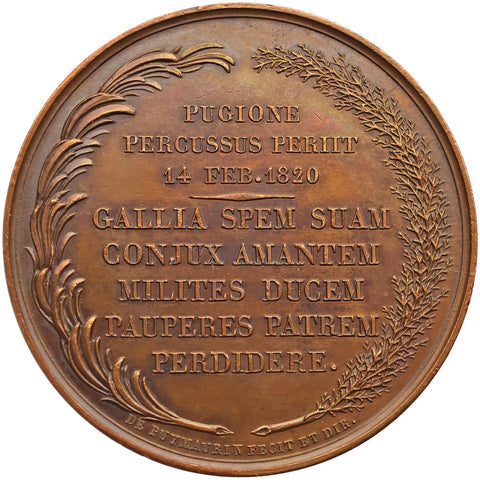 PUGIONE
PERCUSSUS PERIIT
14 FEB. 1820
GALLIA SPEM SUAM
CONJUX AMANTEM
MILITES DUCEM
PAUPERES PATREM
PERDIDERE.
DE PUYMAURIN FECIT ET DIR.